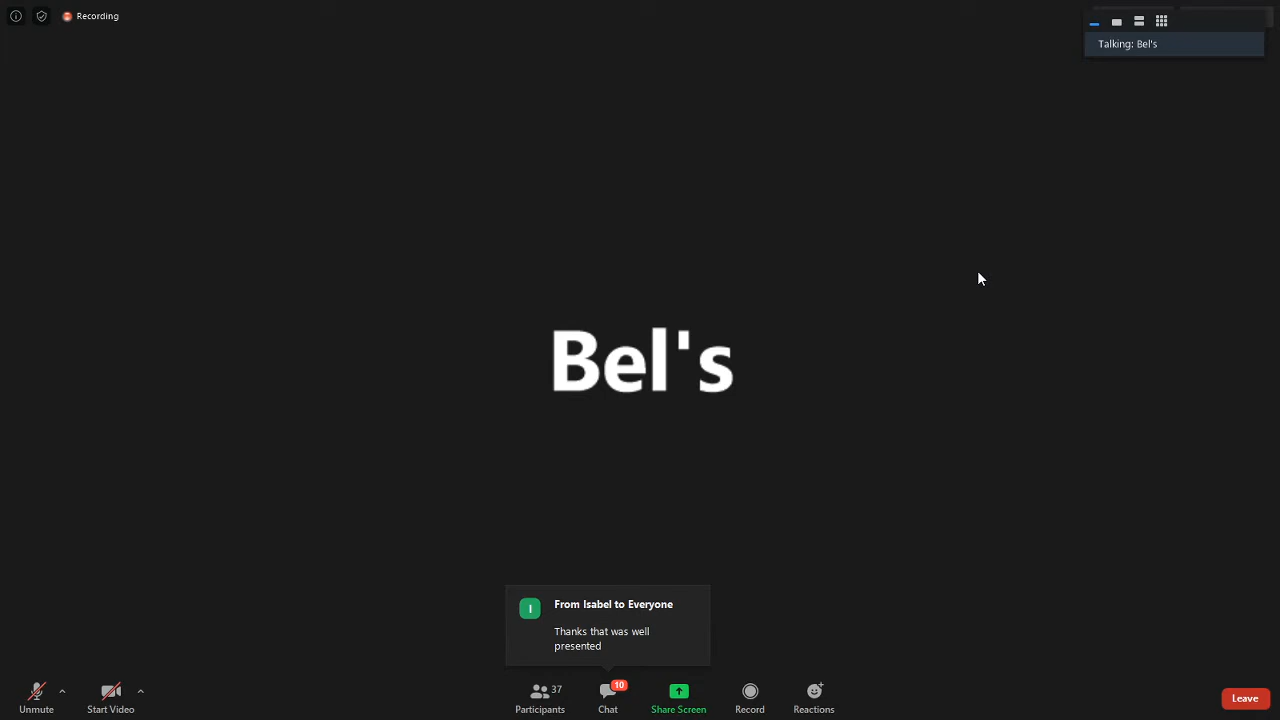 Recording
Talking: Bel's
Bel's
I
From Isabel to Everyone
Thanks that was well
presented
37
10
Unmute
Start Video
Participants
Chat
Share Screen
Record
Reactions
Leave